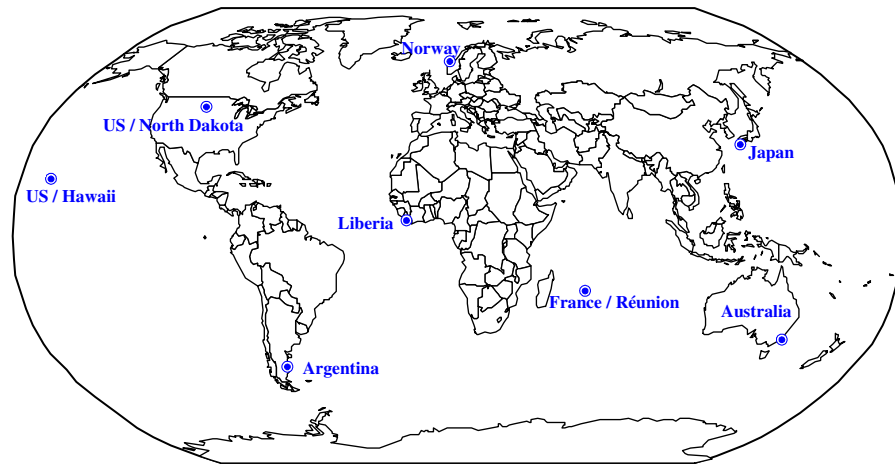 Norway
US / North Dakota
Japan
US / Hawaii
Liberia
France / Réunion
Australia
Argentina